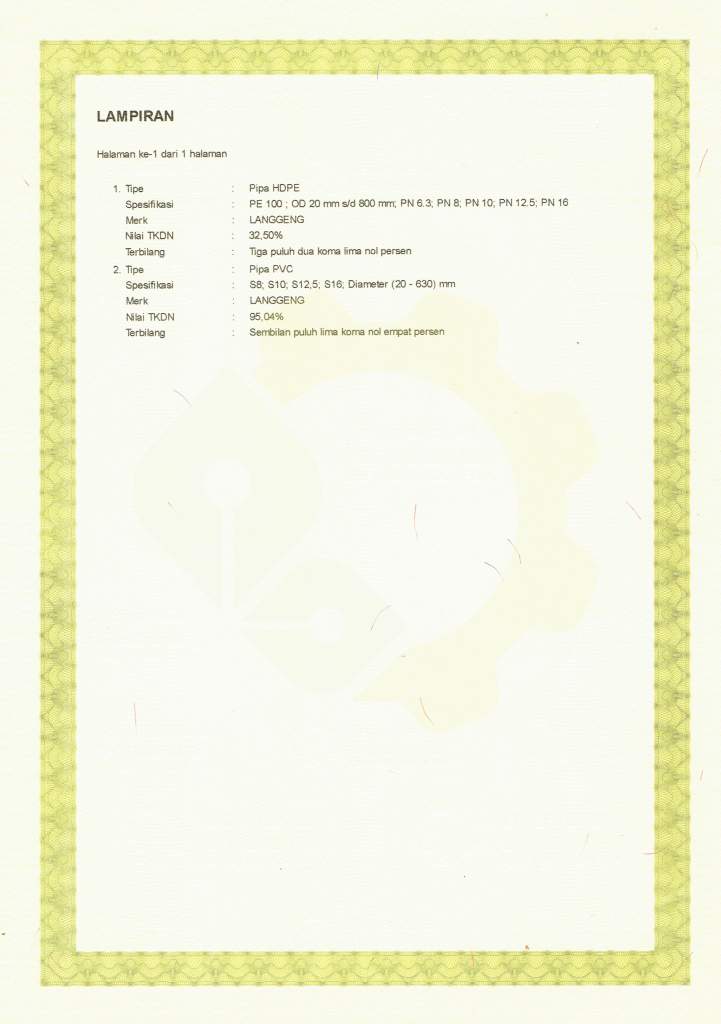 LAMPIRAN
Halaman ke-1 dari 1 halaman
1. Tipe : Pipa HDPE
Spesifikasi : PE 100 ; OD 20 mm s/d 800 mm; PN 6.3; PN 8; PN 10; PN 12.5; PN 16
Merk : LANGGENG
Nilai TKDN : 32,50%
Terbilang : Tiga puluh dua koma lima nol persen
2. Tipe : Pipa PVC
Spesifikasi : S8; S10; S12,5; S16; Diameter (20 - 630) mm
Merk : LANGGENG
Nilai TKDN : 95,04%
Terbilang : Sembilan puluh lima koma nol empat persen